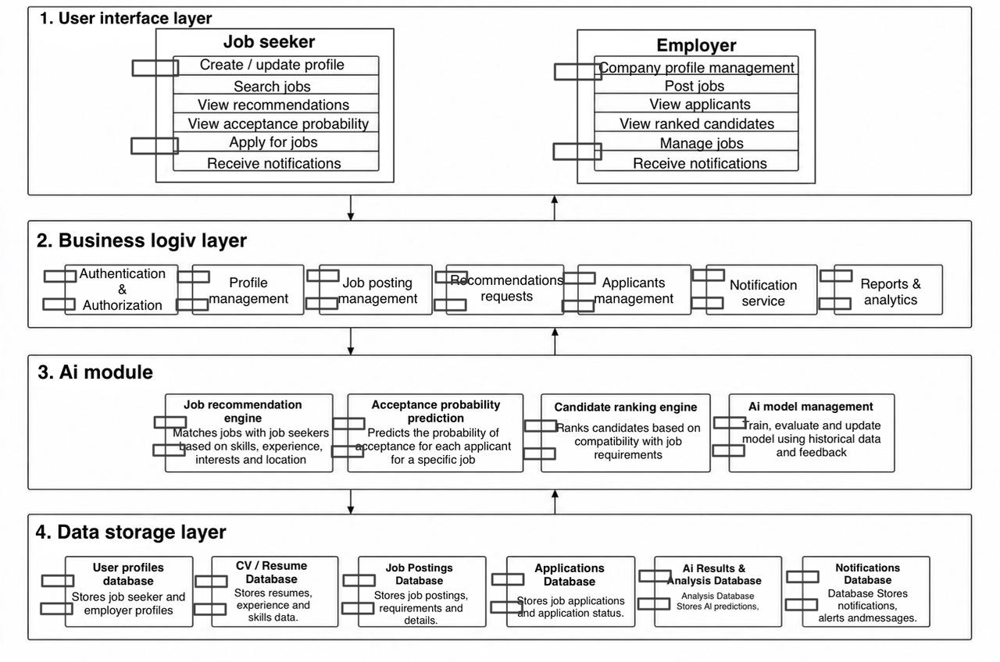 1. User interface layer
Job seeker
Create / update profile
Search jobs
View recommendations
View acceptance probability
Apply for jobs
Receive notifications
Employer
Company profile management
Post jobs
View applicants
View ranked candidates
Manage jobs
Receive notifications
2. Business logiv layer
Authentication
&
Authorization
Profile
management
Job posting
management
Recommendations
requests
Applicants
management
Notification
service
Reports &
analytics
3. Ai module
Job recommendation
engine
Matches jobs with job seekers
based on skills, experience,
interests and location
Acceptance probability
prediction
Predicts the probability of
acceptance for each applicant
for a specific job
Candidate ranking engine
Ranks candidates based on
compatibility with job
requirements
Ai model management
Train, evaluate and update
model using historical data
and feedback
4. Data storage layer
User profiles
database
Stores job seeker and
employer profiles
CV / Resume
Database
Stores resumes,
experience and
skills data.
Job Postings
Database
Stores job postings,
requirements and
details.
Applications
Database
Stores job applications
and application status.
Ai Results &
Analysis Database
Analysis Database
Stores AI predictions,
Notifications
Database
Database Stores
notifications,
alerts andmessages.